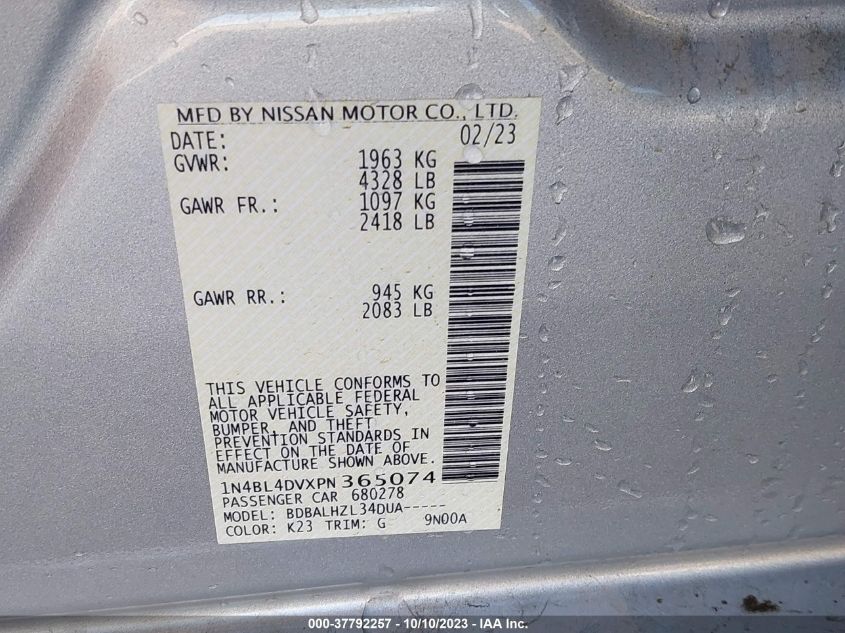 MFD BY NISSAN MOTOR CO., LTD.
DATE: 02/23
GVWR: 1963 KG
4328 LB
GAWR FR.: 1097 KG
2418 LB
GAWR RR.: 945 KG
2083 LB
THIS VEHICLE CONFORMS TO
ALL APPLICABLE FEDERAL
MOTOR VEHICLE SAFETY,
BUMPER, AND THEFT
PREVENTION STANDARDS IN
EFFECT ON THE DATE OF
MANUFACTURE SHOWN ABOVE.
1N4BL4DVXPN365074
PASSENGER CAR 680278
MODEL: BDBALHZL34DUA-----
COLOR: K23 TRIM: G 9N00A
000-37792257 - 10/10/2023 - IAA Inc.